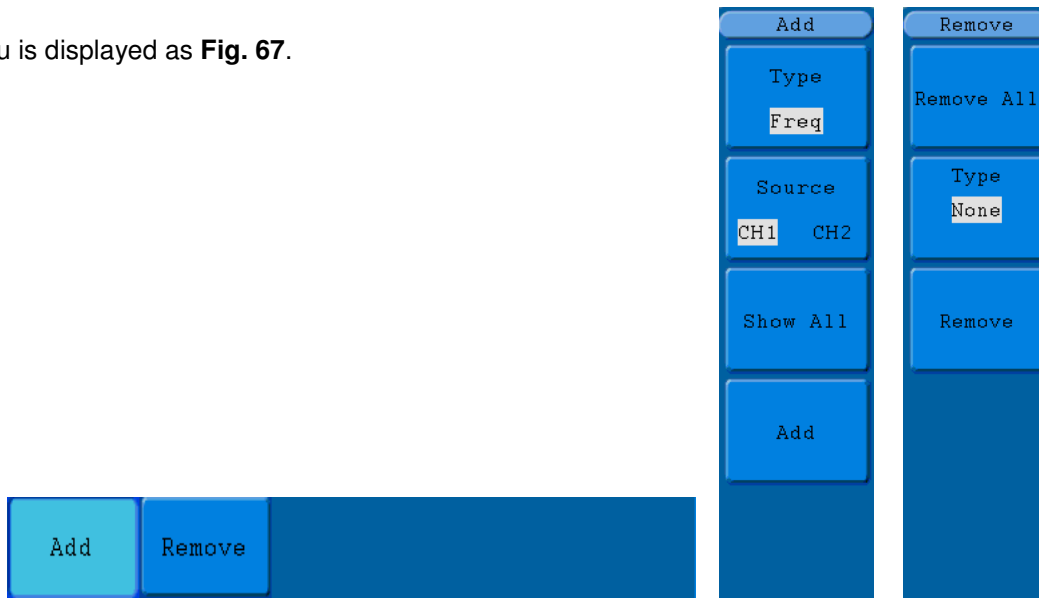 u is displayed as Fig. 67.
Add
Type
Freq
Source
CH1 CH2
Show All
Add
Remove
Remove All
Type
None
Remove
Add Remove